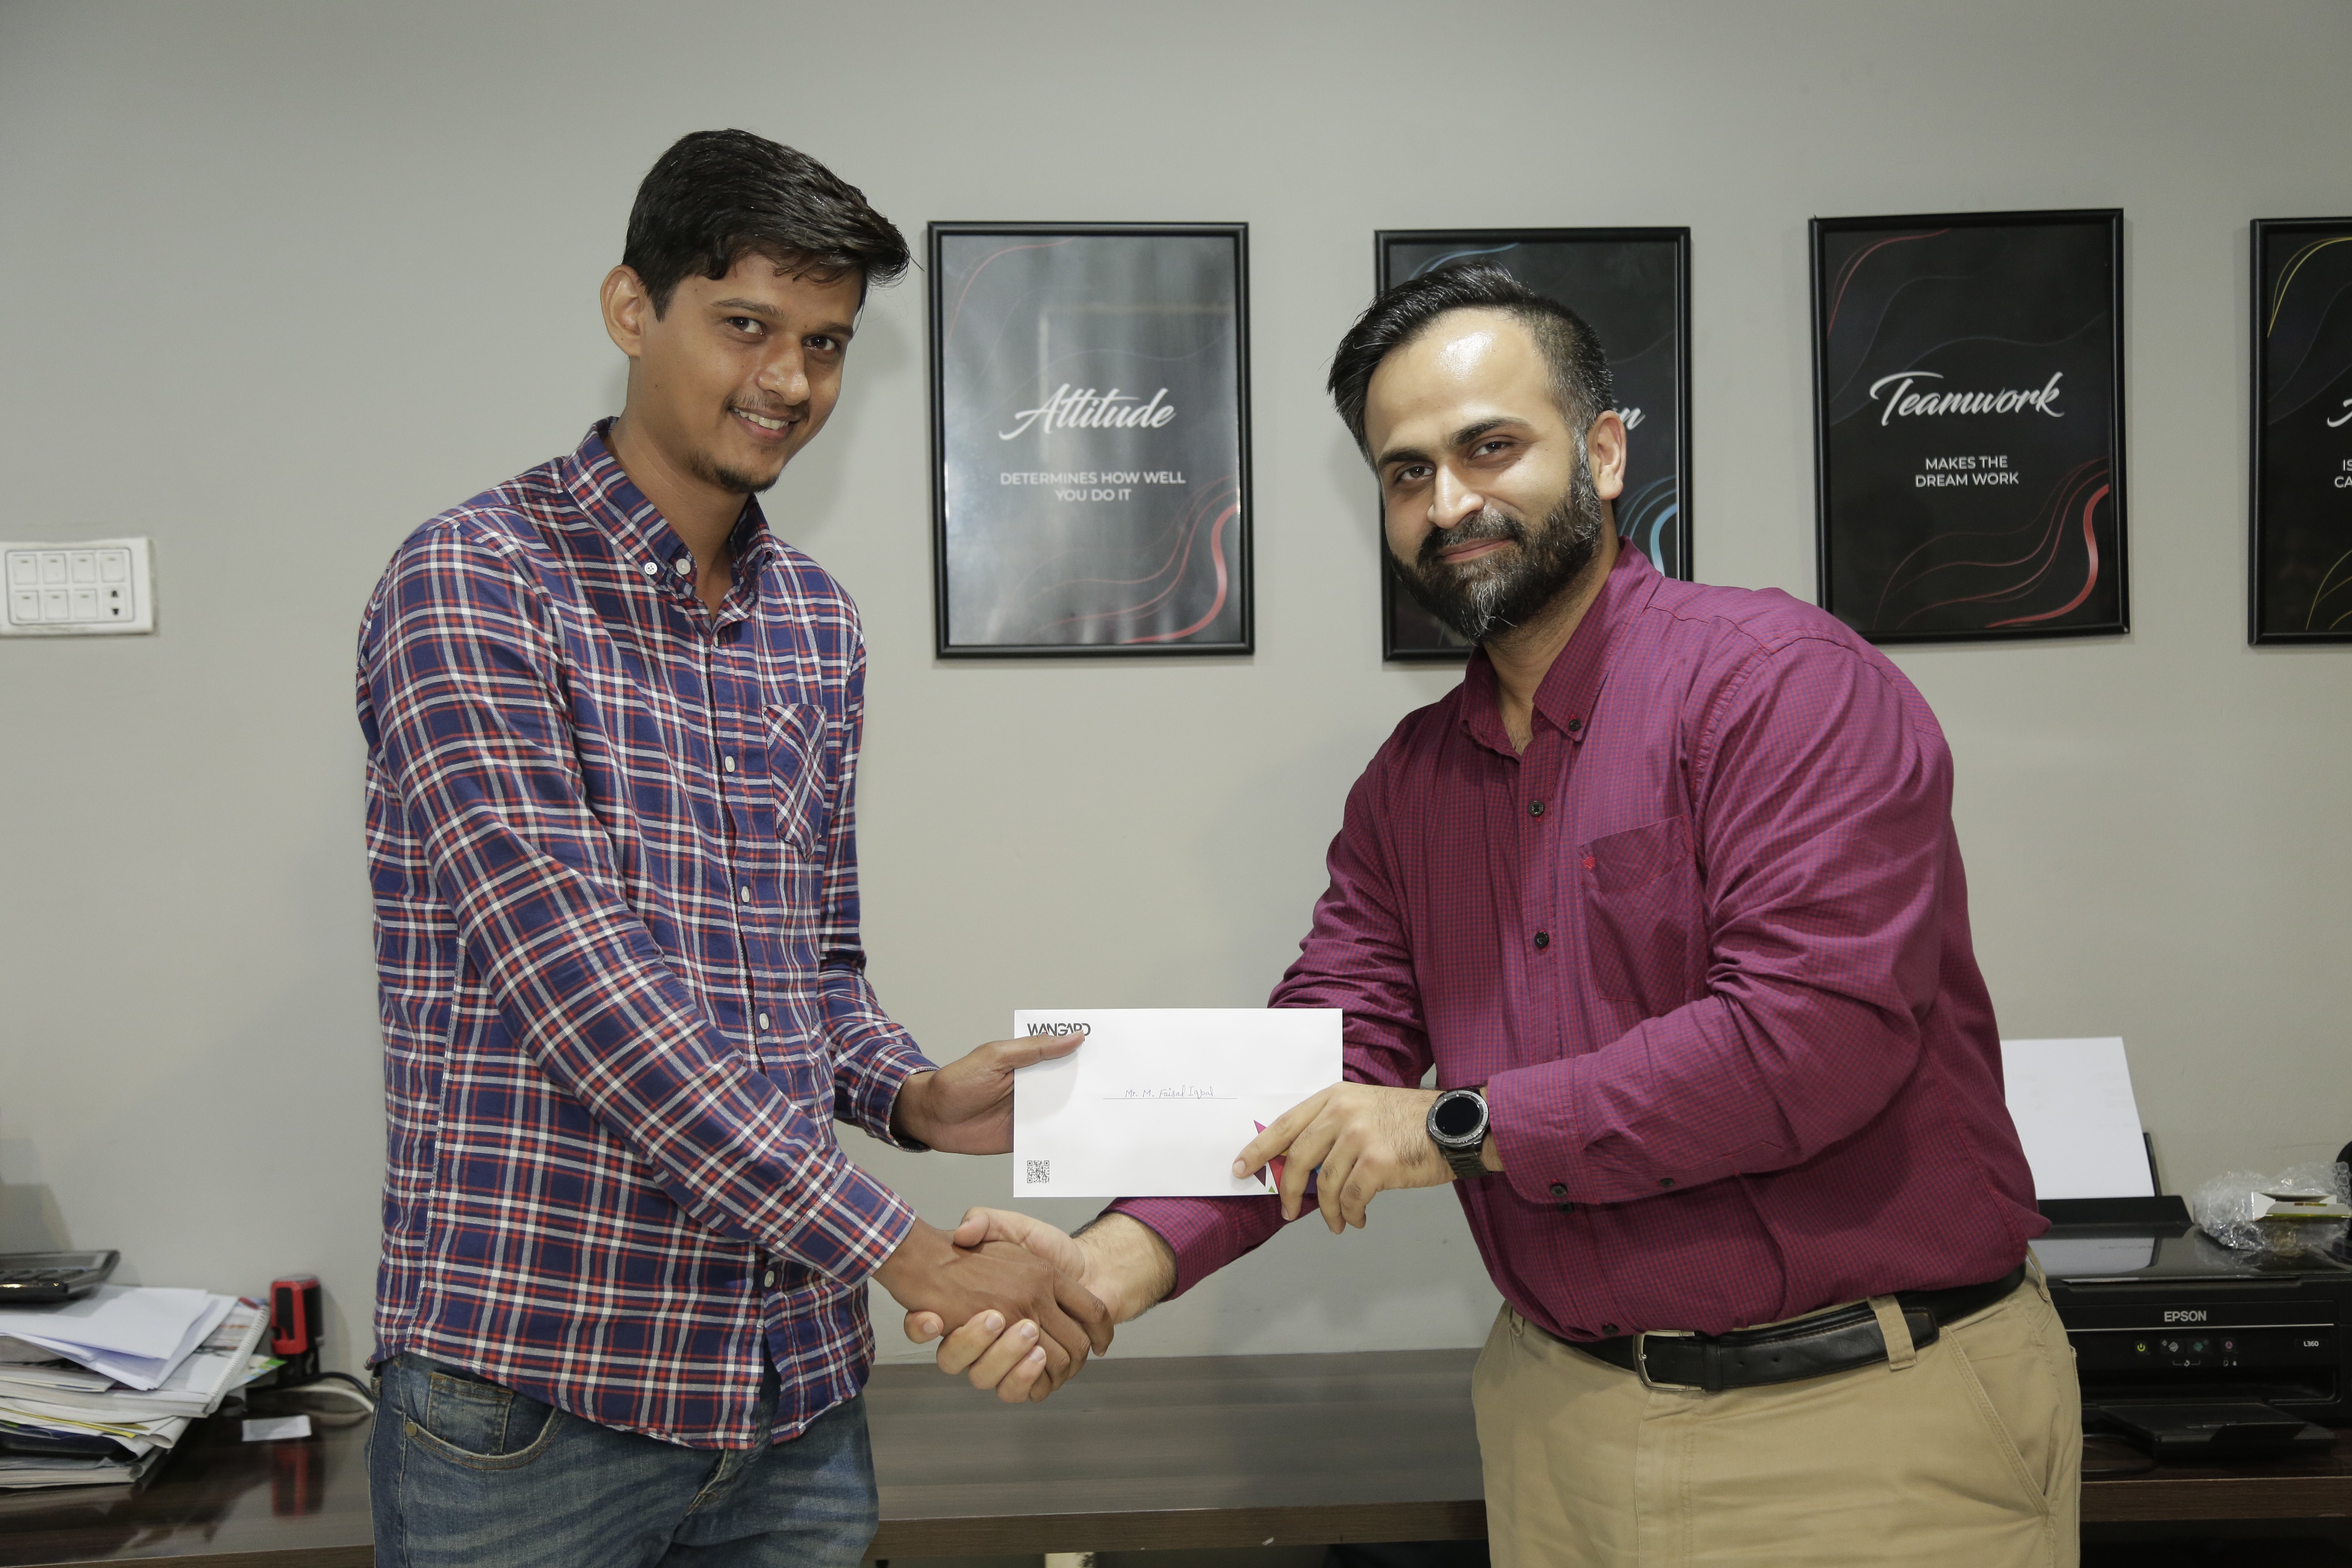 Attitude
DETERMINES HOW WELL
YOU DO IT
Teamwork
MAKES THE
DREAM WORK
WANGARD
Mr. M. Faisal Iqbal
EPSON
L360